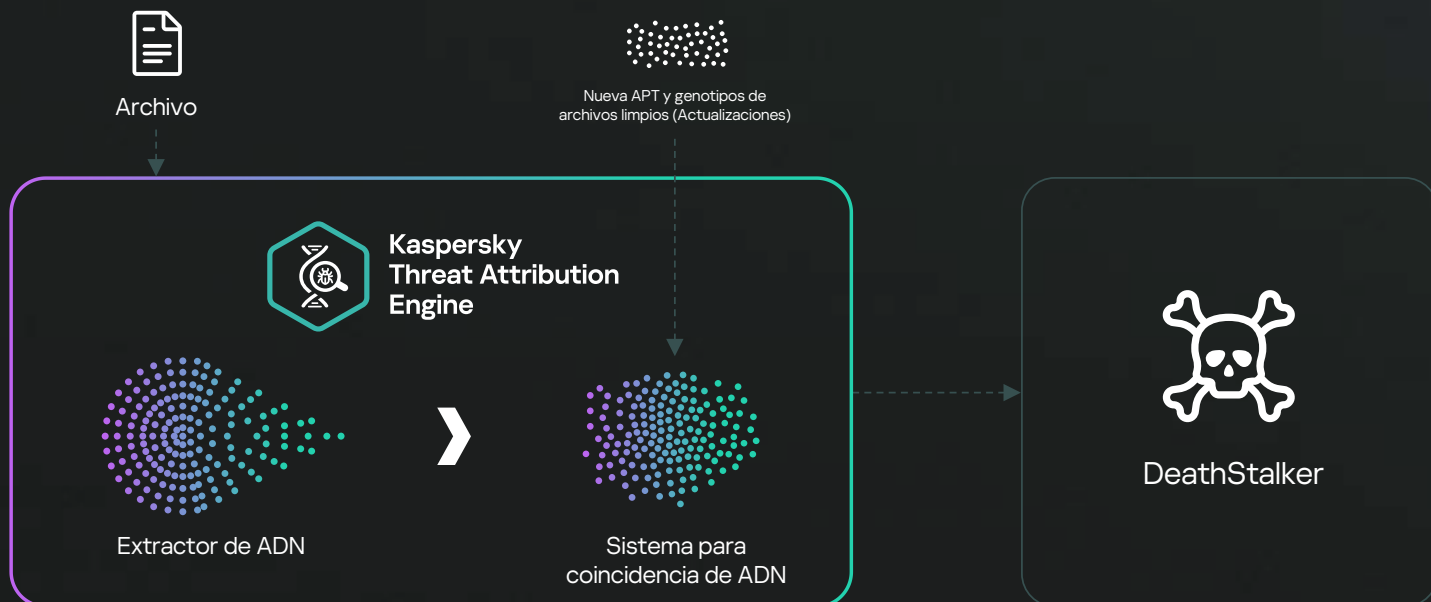 Archivo
Nueva APT y genotipos de
archivos limpios (Actualizaciones)
Kaspersky
Threat Attribution
Engine
Extractor de ADN
Sistema para
coincidencia de ADN
DeathStalker